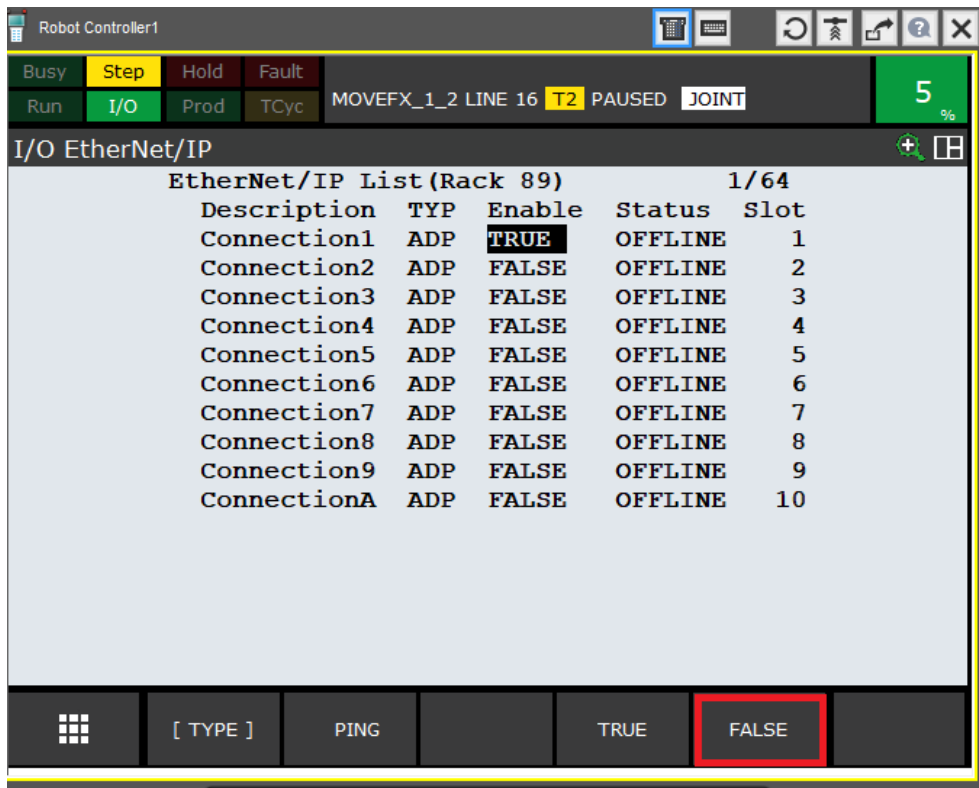 Robot Controller1
Busy Step Hold Fault
Run I/O Prod TCyc MOVEFX_1_2 LINE 16 T2 PAUSED JOINT 5 %
I/O EtherNet/IP
EtherNet/IP List(Rack 89) 1/64
Description TYP Enable Status Slot
Connection1 ADP TRUE OFFLINE 1
Connection2 ADP FALSE OFFLINE 2
Connection3 ADP FALSE OFFLINE 3
Connection4 ADP FALSE OFFLINE 4
Connection5 ADP FALSE OFFLINE 5
Connection6 ADP FALSE OFFLINE 6
Connection7 ADP FALSE OFFLINE 7
Connection8 ADP FALSE OFFLINE 8
Connection9 ADP FALSE OFFLINE 9
ConnectionA ADP FALSE OFFLINE 10
[ TYPE ] PING TRUE FALSE